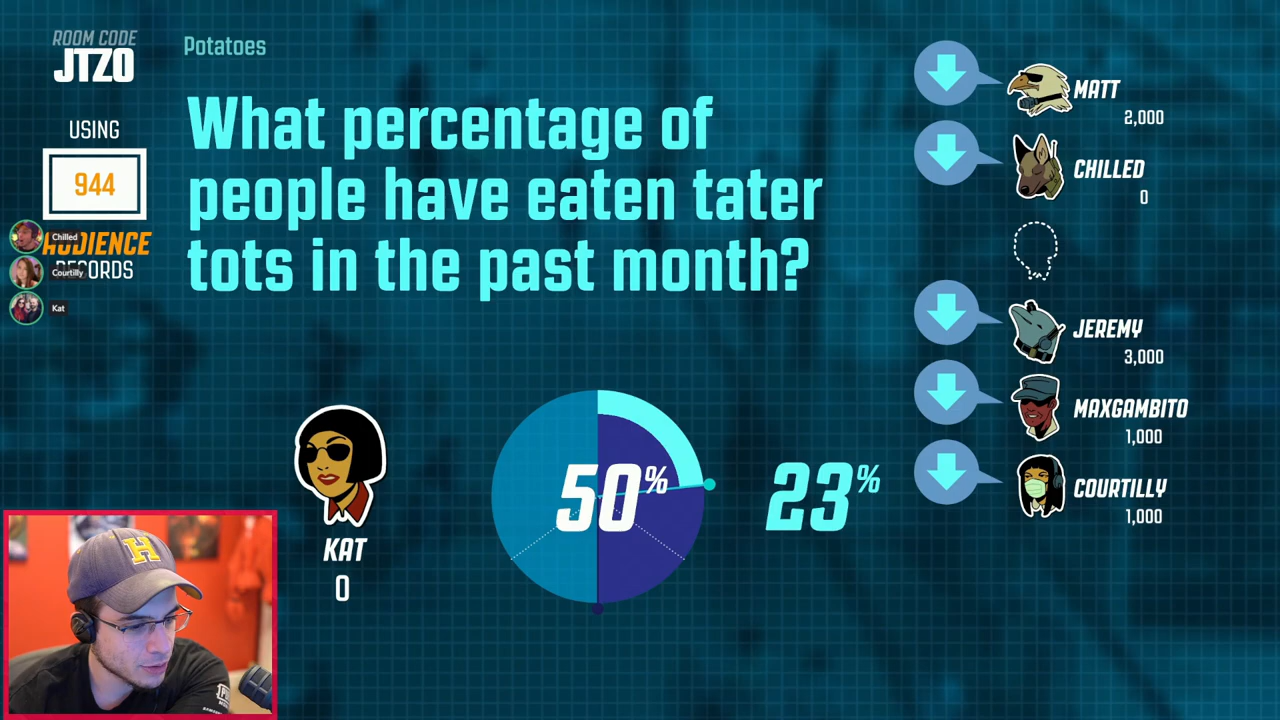 ROOM CODE
JTZO
Potatoes
USING
944
AUDIENCE
RECORDS
Chilled
Courtilly
Kat
What percentage of
people have eaten tater
tots in the past month?
MATT
2,000
CHILLED
0
JEREMY
3,000
MAXGAMBITO
1,000
COURTILLY
1,000
50%
23%
KAT
0
H